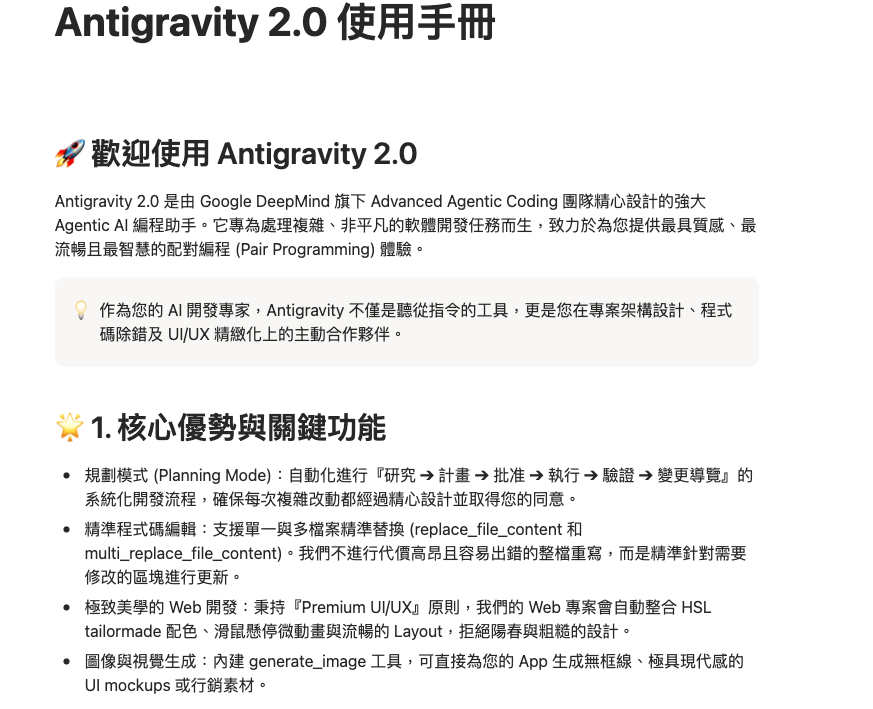 Antigravity 2.0 使用手冊
🚀 歡迎使用 Antigravity 2.0
Antigravity 2.0 是由 Google DeepMind 旗下 Advanced Agentic Coding 團隊精心設計的強大
Agentic AI 編程助手。它專為處理複雜、非平凡的軟體開發任務而生，致力於為您提供最具質感、最
流暢且最智慧的配對編程 (Pair Programming) 體驗。
💡 作為您的 AI 開發專家，Antigravity 不僅是聽從指令的工具，更是您在專案架構設計、程式
碼除錯及 UI/UX 精緻化上的主動合作夥伴。
🌟 1. 核心優勢與關鍵功能
• 規劃模式 (Planning Mode)：自動化進行『研究 ➔ 計畫 ➔ 批准 ➔ 執行 ➔ 驗證 ➔ 變更導覽』的
系統化開發流程，確保每次複雜改動都經過精心設計並取得您的同意。
• 精準程式碼編輯：支援單一與多檔案精準替換 (replace_file_content 和
multi_replace_file_content)。我們不進行代價高昂且容易出錯的整檔重寫，而是精準針對需要
修改的區塊進行更新。
• 極致美學的 Web 開發：秉持『Premium UI/UX』原則，我們的 Web 專案會自動整合 HSL
tailormade 配色、滑鼠懸停微動畫與流暢的 Layout，拒絕陽春與粗糙的設計。
• 圖像與視覺生成：內建 generate_image 工具，可直接為您的 App 生成無框線、極具現代感的
UI mockups 或行銷素材。